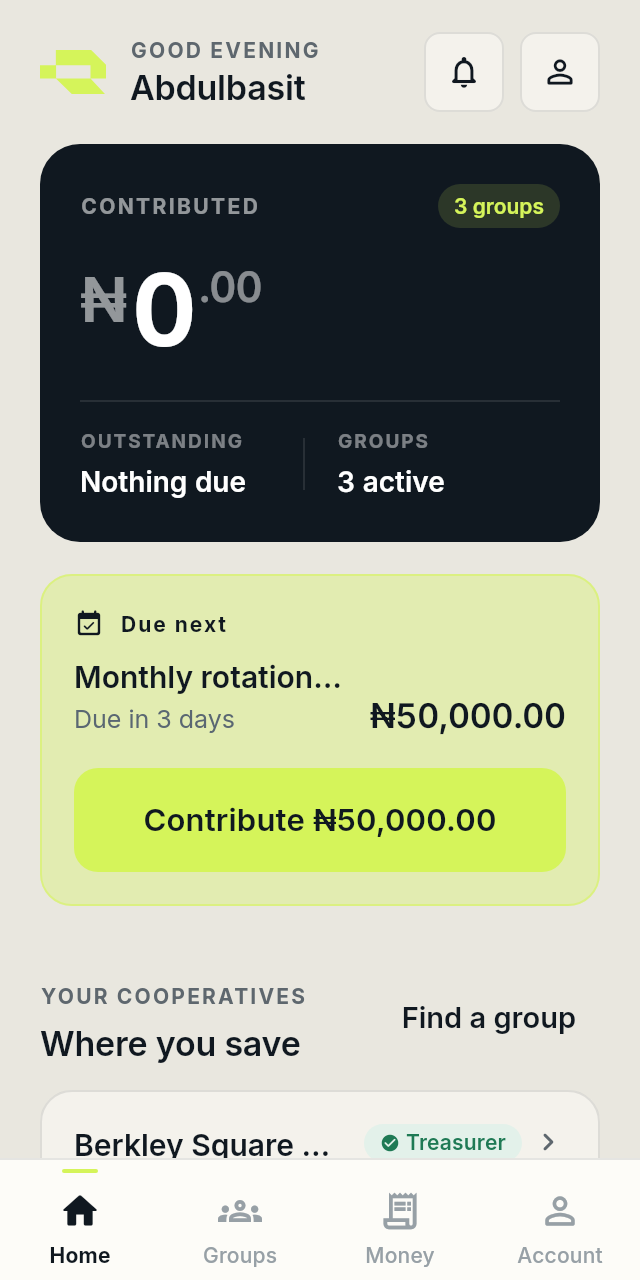 GOOD EVENING
Abdulbasit
CONTRIBUTED
3 groups
₦0.00
OUTSTANDING
GROUPS
Nothing due
3 active
Due next
Monthly rotation...
Due in 3 days
₦50,000.00
Contribute ₦50,000.00
YOUR COOPERATIVES
Where you save
Find a group
Berkley Square ...
Treasurer
Home
Groups
Money
Account